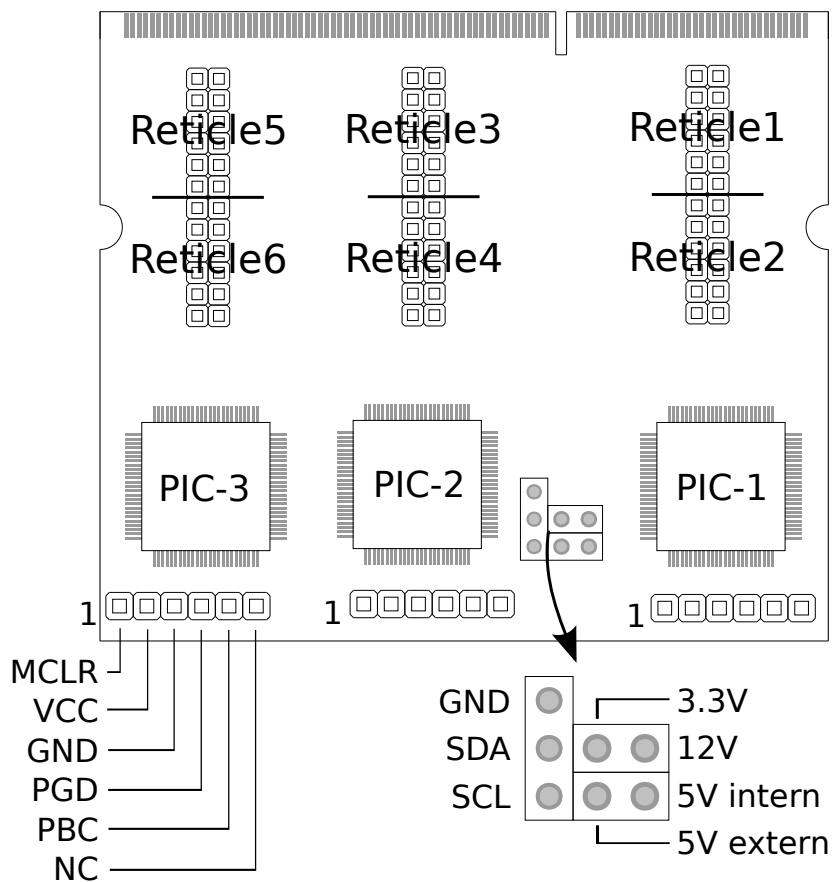 Reticle5 Reticle3 Reticle1
Reticle6 Reticle4 Reticle2
PIC-3 PIC-2 PIC-1
1 1 1
MCLR
VCC
GND
PGD
PBC
NC
GND 3.3V
SDA 12V
SCL 5V intern
5V extern